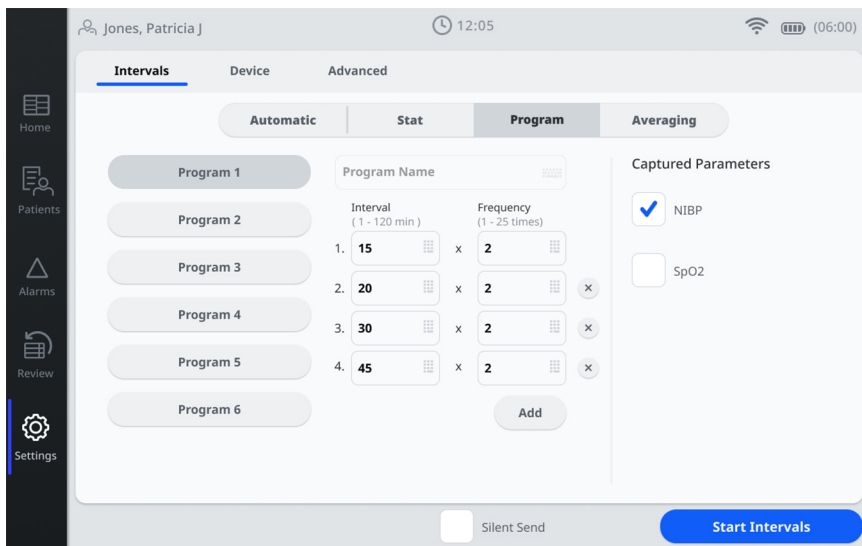 Jones, Patricia J
12:05
(06:00)
Home
Patients
Alarms
Review
Settings
Intervals Device Advanced
Automatic Stat Program Averaging
Program 1
Program 2
Program 3
Program 4
Program 5
Program 6
Program Name
Interval Frequency
( 1 - 120 min ) (1 - 25 times)
1. 15 x 2
2. 20 x 2 ×
3. 30 x 2 ×
4. 45 x 2 ×
Add
Captured Parameters
NIBP
SpO2
Silent Send
Start Intervals